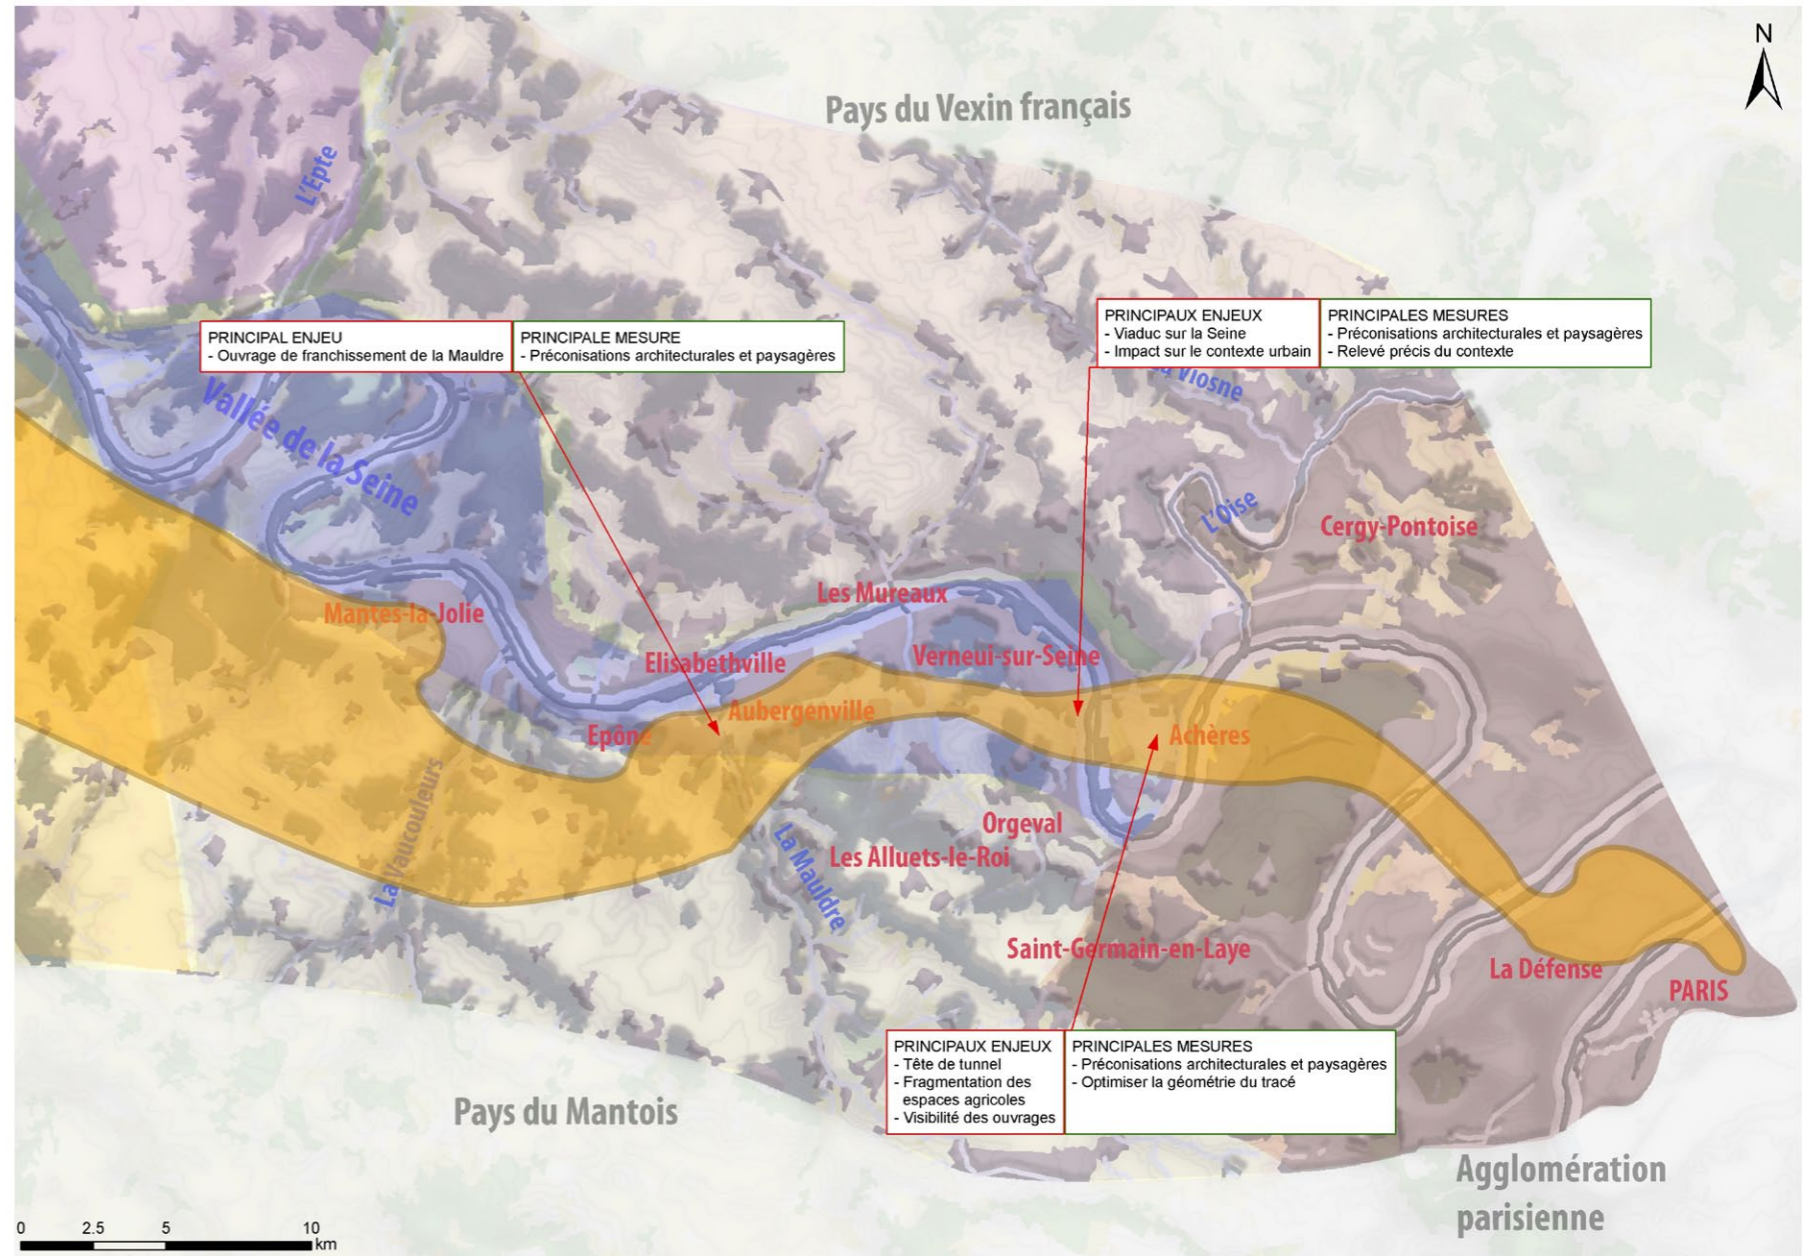 N
Pays du Vexin français
L'Epte
PRINCIPAUX ENJEUX
- Viaduc sur la Seine
- Impact sur le contexte urbain
PRINCIPALES MESURES
- Préconisations architecturales et paysagères
- Relevé précis du contexte
PRINCIPAL ENJEU
- Ouvrage de franchissement de la Mauldre
PRINCIPALE MESURE
- Préconisations architecturales et paysagères
Viosne
Vallée de la Seine
L'Oise
Cergy-Pontoise
Mantes-la-Jolie
Les Mureaux
Elisabethville
Verneui-sur-Seine
Aubergenville
Epône
Achères
La Vaucouleurs
Orgeval
Les Alluets-le-Roi
La Mauldre
Saint-Germain-en-Laye
La Défense
PARIS
PRINCIPAUX ENJEUX
- Tête de tunnel
- Fragmentation des
espaces agricoles
- Visibilité des ouvrages
PRINCIPALES MESURES
- Préconisations architecturales et paysagères
- Optimiser la géométrie du tracé
Pays du Mantois
Agglomération
parisienne
0 2.5 5 10
km